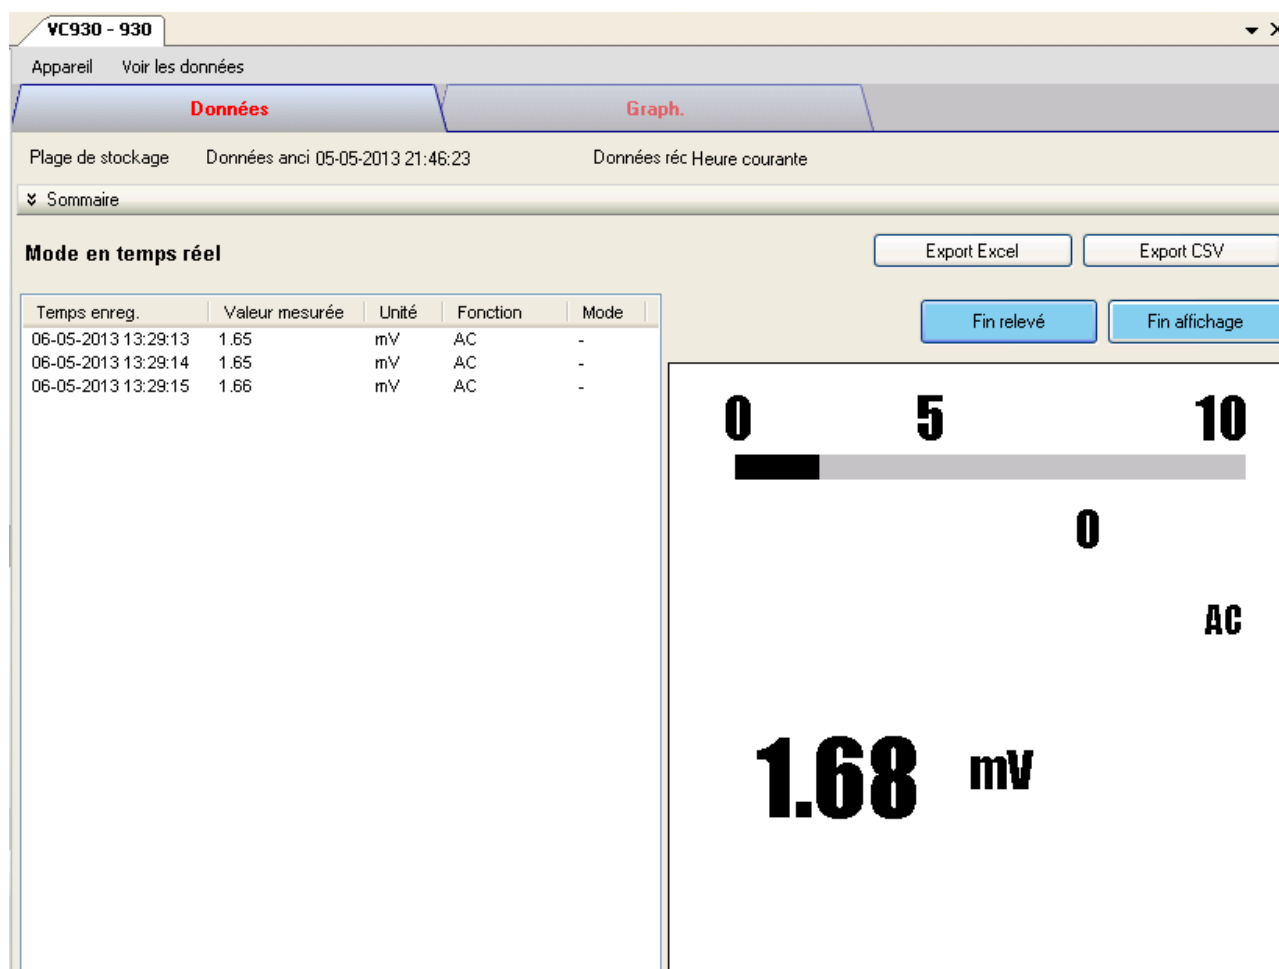 VC930 - 930
Appareil Voir les données
Données Graph.
Plage de stockage Données anci 05-05-2013 21:46:23 Données réc Heure courante
Sommaire
Mode en temps réel Export Excel Export CSV
Temps enreg. Valeur mesurée Unité Fonction Mode
Fin relevé Fin affichage
06-05-2013 13:29:13 1.65 mV AC -
06-05-2013 13:29:14 1.65 mV AC -
06-05-2013 13:29:15 1.66 mV AC -
0 5 10
0
AC
1.68 mV